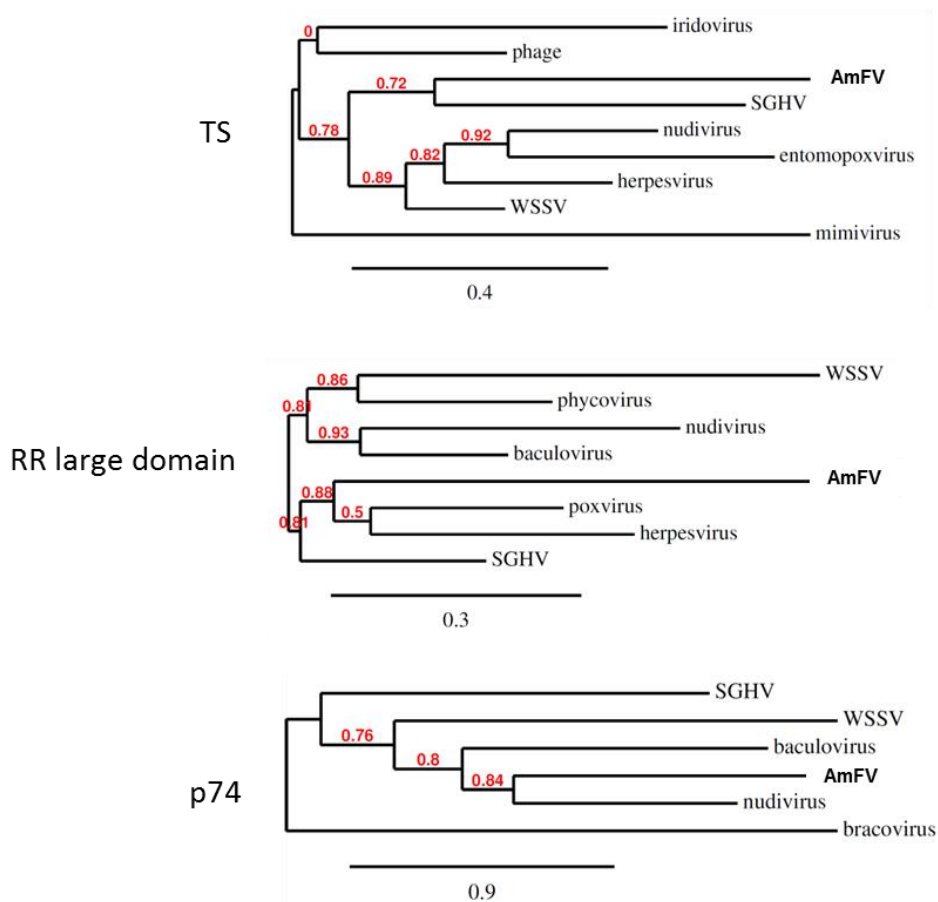 iridovirus
0
phage
AmFV
0.72
SGHV
TS
0.78
nudivirus
0.92
entomopoxvirus
0.82
herpesvirus
0.89
WSSV
mimivirus
0.4
WSSV
0.86
phycovirus
0.81
nudivirus
0.93
baculovirus
RR large domain
AmFV
0.88
poxvirus
0.5
herpesvirus
0.81
SGHV
0.3
SGHV
WSSV
0.76
baculovirus
0.8
AmFV
0.84
p74
nudivirus
bracovirus
0.9